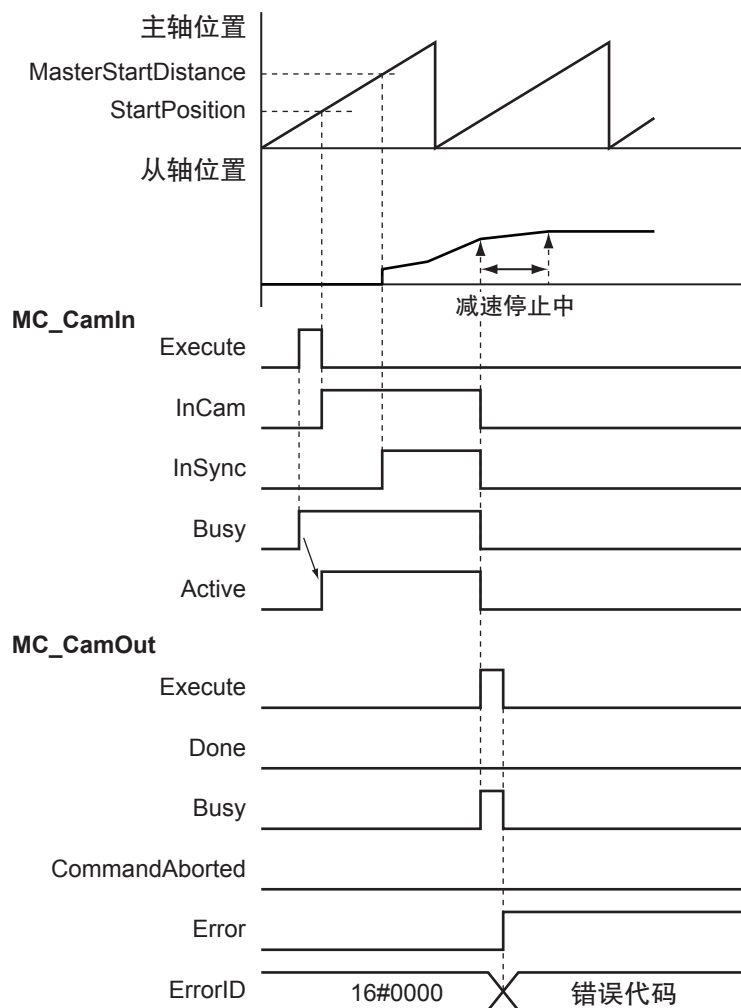 主轴位置
MasterStartDistance
StartPosition
从轴位置
减速停止中
MC_CamIn
Execute
InCam
InSync
Busy
Active
MC_CamOut
Execute
Done
Busy
CommandAborted
Error
ErrorID 16#0000 错误代码